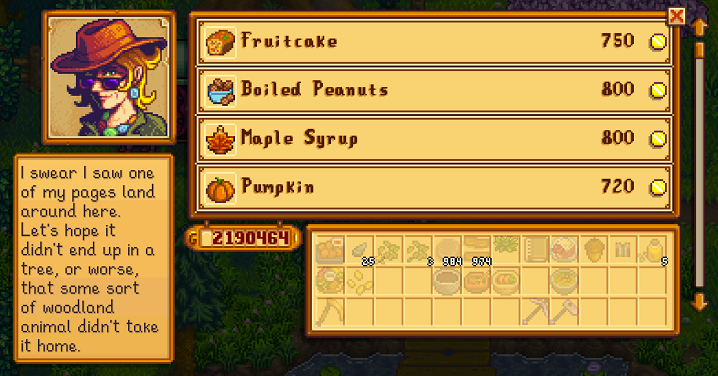 Fruitcake 750
Boiled Peanuts 800
Maple Syrup 800
Pumpkin 720
I swear I saw one
of my pages land
around here.
Let's hope it
didn't end up in a
tree, or worse,
that some sort
of woodland
animal didn't take
it home.
G 2190464
25 3 984 974 5